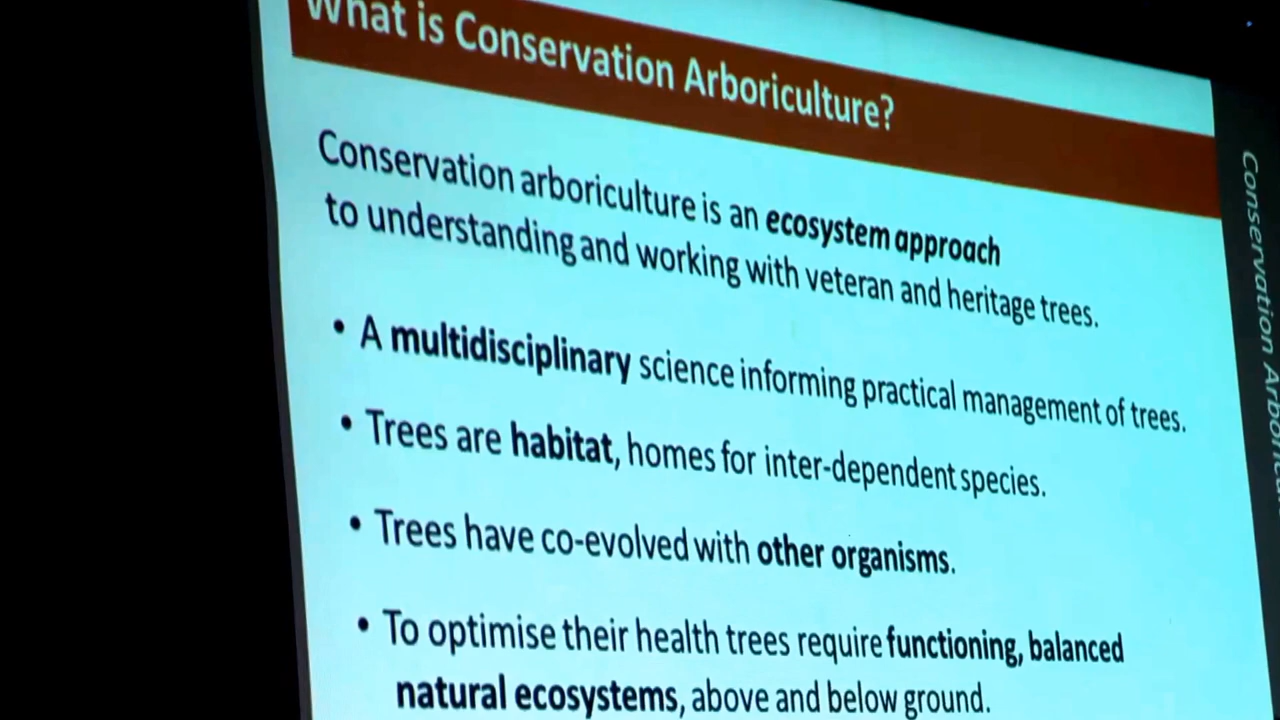 What is Conservation Arboriculture?
Conservation arboriculture is an ecosystem approach
to understanding and working with veteran and heritage trees.
• A multidisciplinary science informing practical management of trees.
• Trees are habitat, homes for inter-dependent species.
• Trees have co-evolved with other organisms.
• To optimise their health trees require functioning, balanced
natural ecosystems, above and below ground.
Conservation